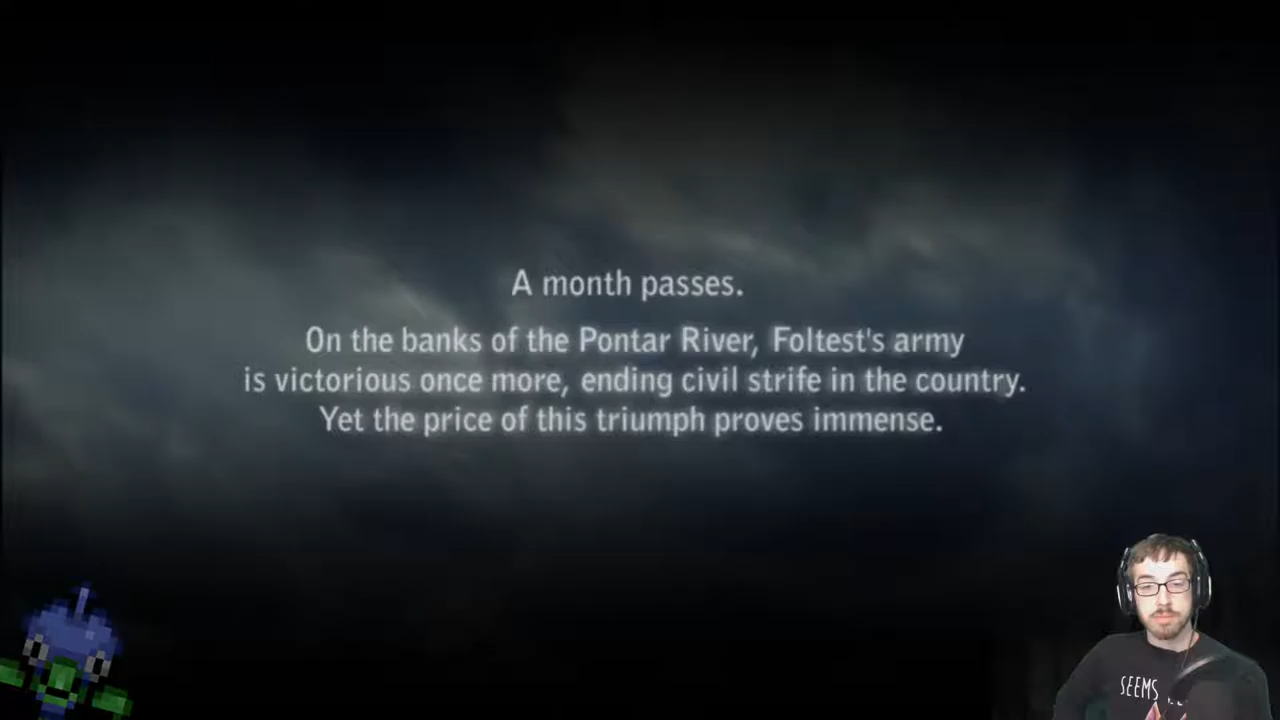 A month passes.
On the banks of the Pontar River, Foltest's army
is victorious once more, ending civil strife in the country.
Yet the price of this triumph proves immense.
SEEMS